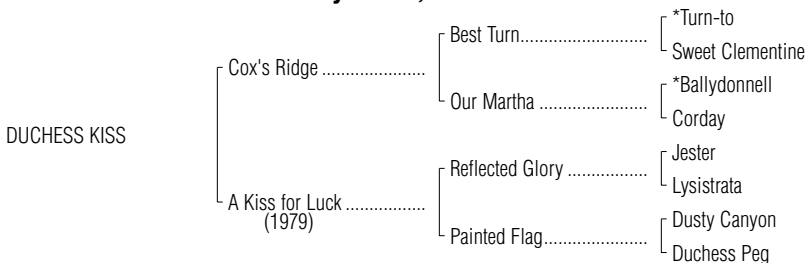 *Turn-to
Best Turn..............................
Sweet Clementine
Cox's Ridge ........................
*Ballydonnell
Our Martha .........................
Corday
DUCHESS KISS
Jester
Reflected Glory ..................
Lysistrata
A Kiss for Luck ..................
(1979)
Dusty Canyon
Painted Flag........................
Duchess Peg